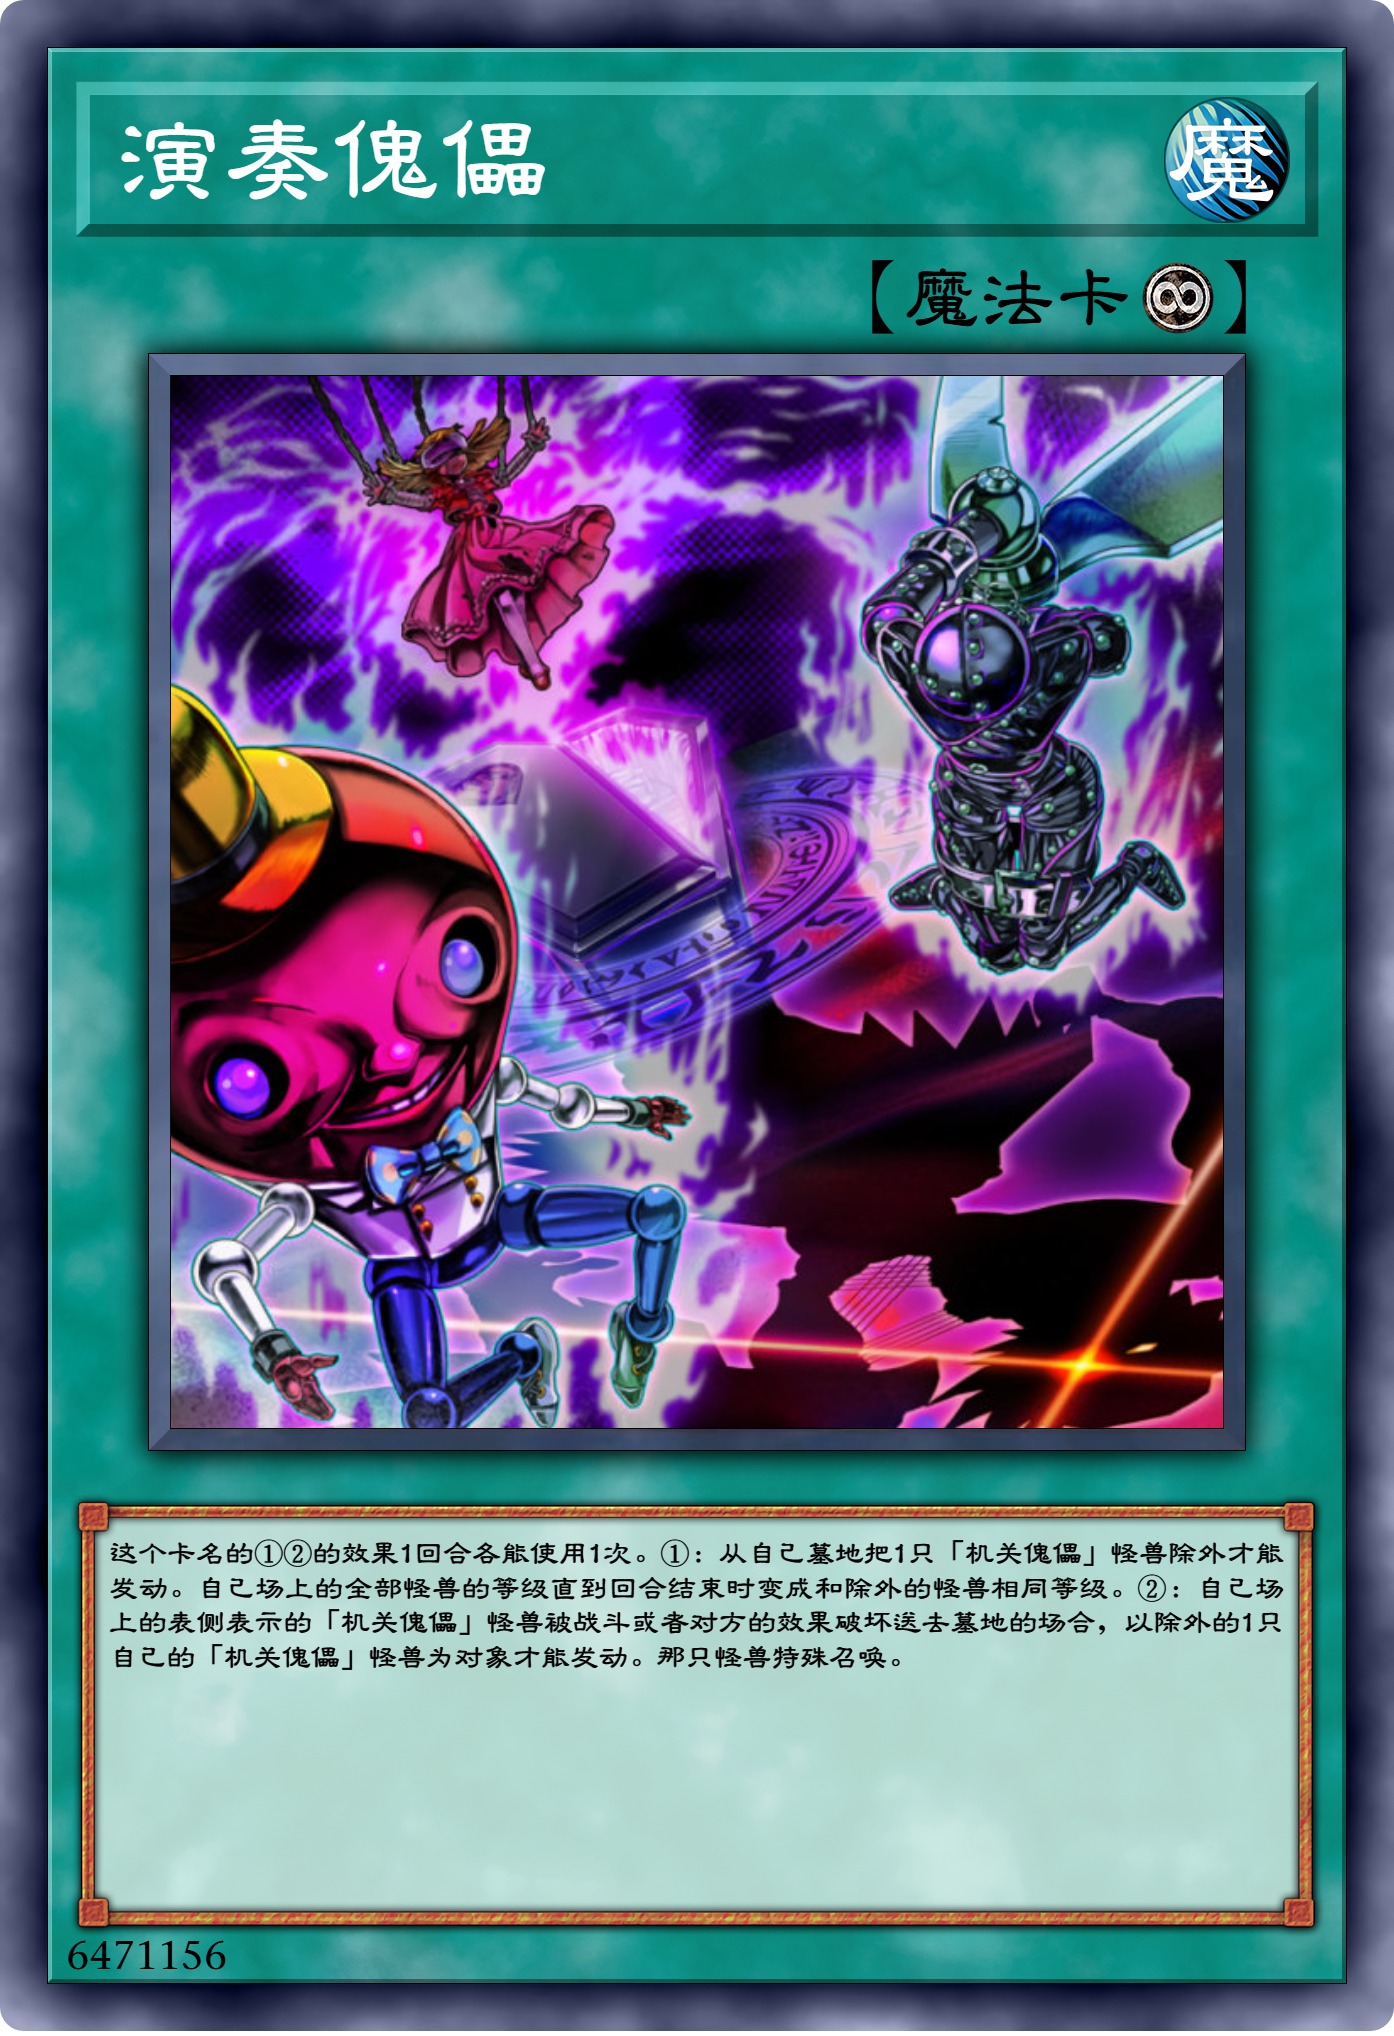 演奏傀儡
魔
【魔法卡】
这个卡名的①②的效果1回合各能使用1次。①：从自己墓地把1只「机关傀儡」怪兽除外才能
发动。自己场上的全部怪兽的等级直到回合结束时变成和除外的怪兽相同等级。②：自己场
上的表侧表示的「机关傀儡」怪兽被战斗或者对方的效果破坏送去墓地的场合，以除外的1只
自己的「机关傀儡」怪兽为对象才能发动。那只怪兽特殊召唤。
6471156